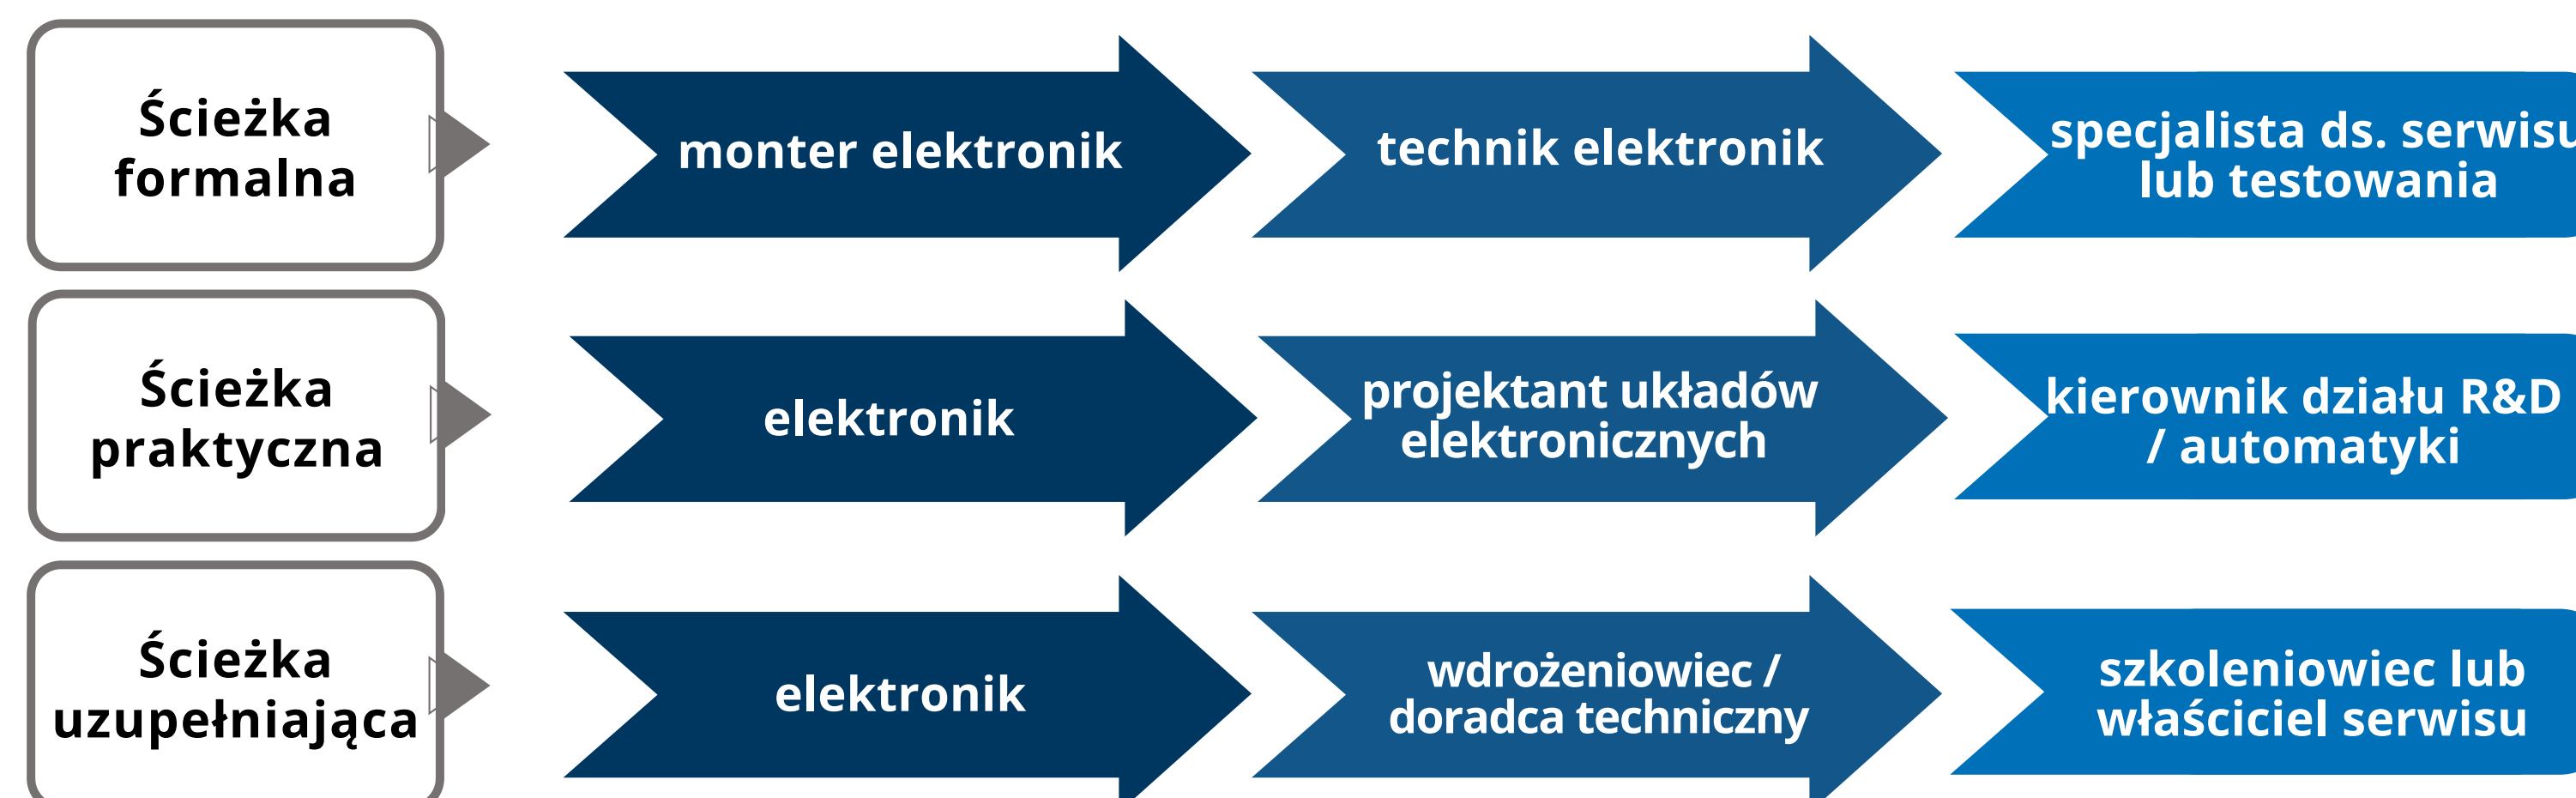 Ścieżka
formalna
monter elektronik
technik elektronik
specjalista ds. serwisu
lub testowania
Ścieżka
praktyczna
elektronik
projektant układów
elektronicznych
kierownik działu R&D
/ automatyki
Ścieżka
uzupełniająca
elektronik
wdrożeniowiec /
doradca techniczny
szkoleniowiec lub
właściciel serwisu